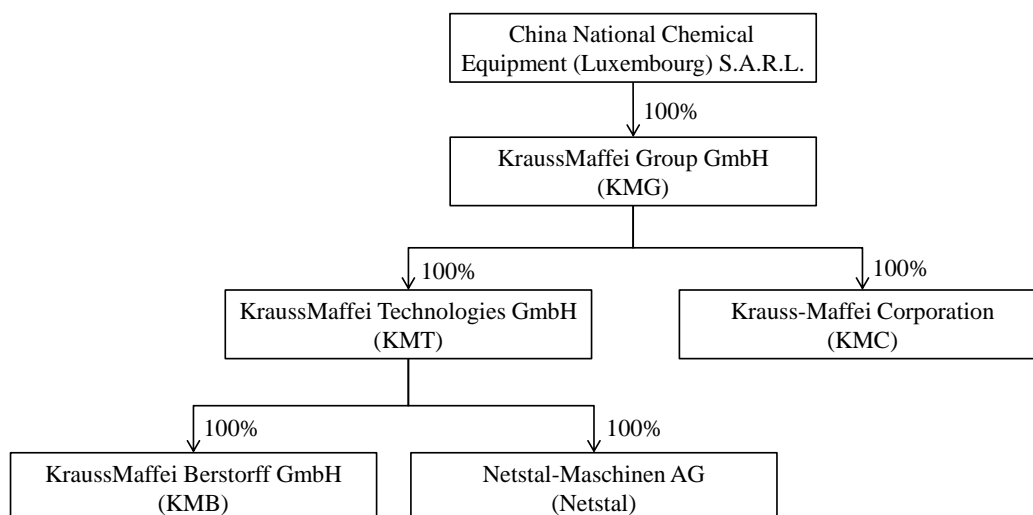 China National Chemical
Equipment (Luxembourg) S.A.R.L.
100%
KraussMaffei Group GmbH
(KMG)
100%
100%
KraussMaffei Technologies GmbH
(KMT)
Krauss-Maffei Corporation
(KMC)
100%
100%
KraussMaffei Berstorff GmbH
(KMB)
Netstal-Maschinen AG
(Netstal)